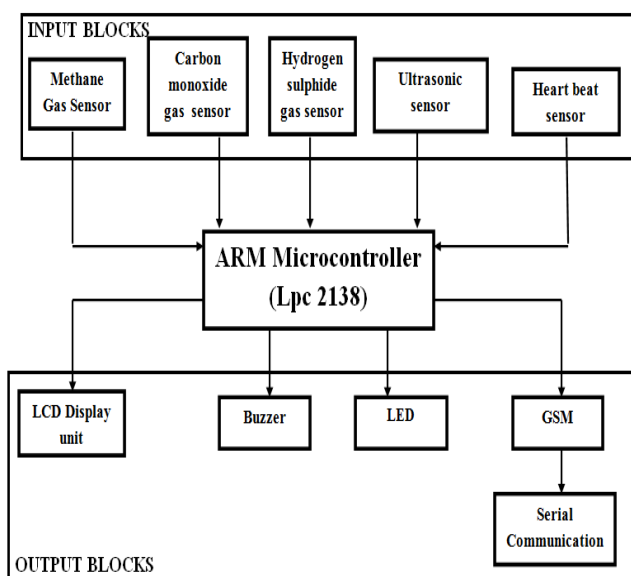 INPUT BLOCKS
Methane
Gas Sensor
Carbon
monoxide
gas sensor
Hydrogen
sulphide
gas sensor
Ultrasonic
sensor
Heart beat
sensor
ARM Microcontroller
(Lpc 2138)
LCD Display
unit
Buzzer
LED
GSM
Serial
Communication
OUTPUT BLOCKS